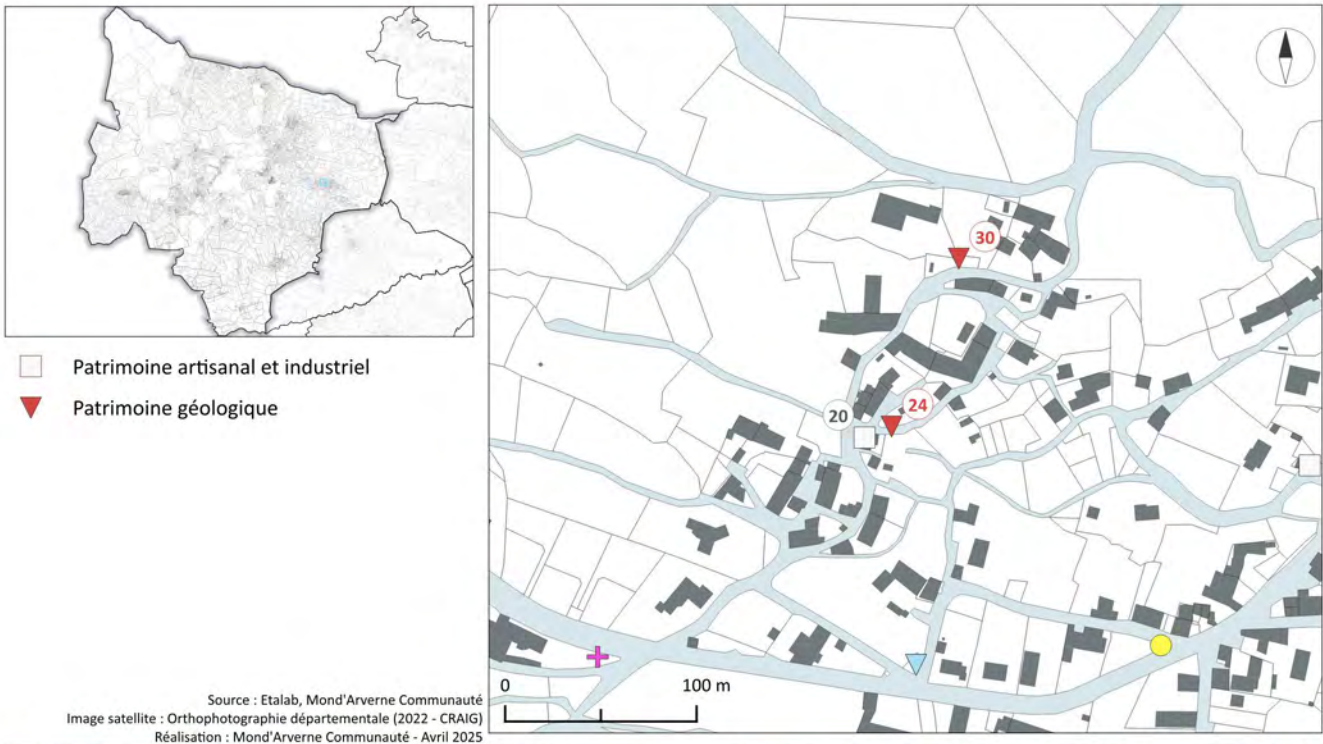 Patrimoine artisanal et industriel
Patrimoine géologique
Source : Etalab, Mond'Arverne Communauté
Image satellite : Orthophotographie départementale (2022 - CRAIG)
Réalisation : Mond'Arverne Communauté - Avril 2025
30
24
20
0 100 m